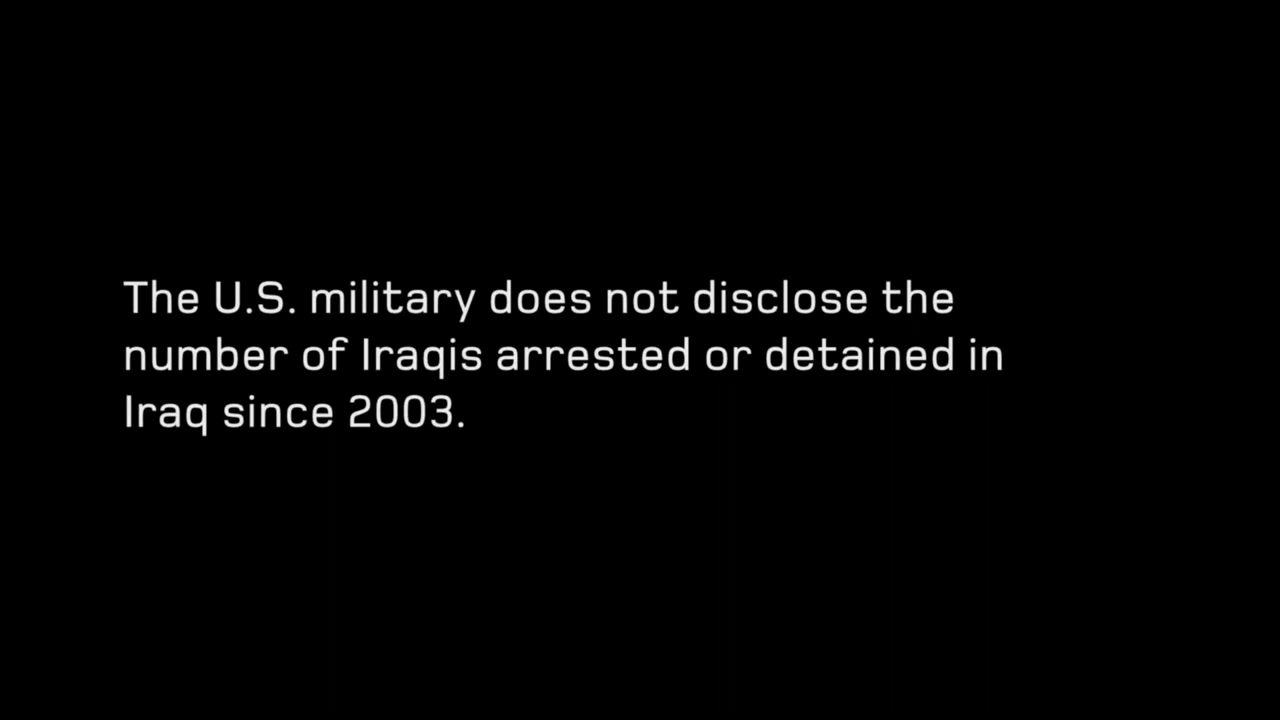 The U.S. military does not disclose the
number of Iraqis arrested or detained in
Iraq since 2003.